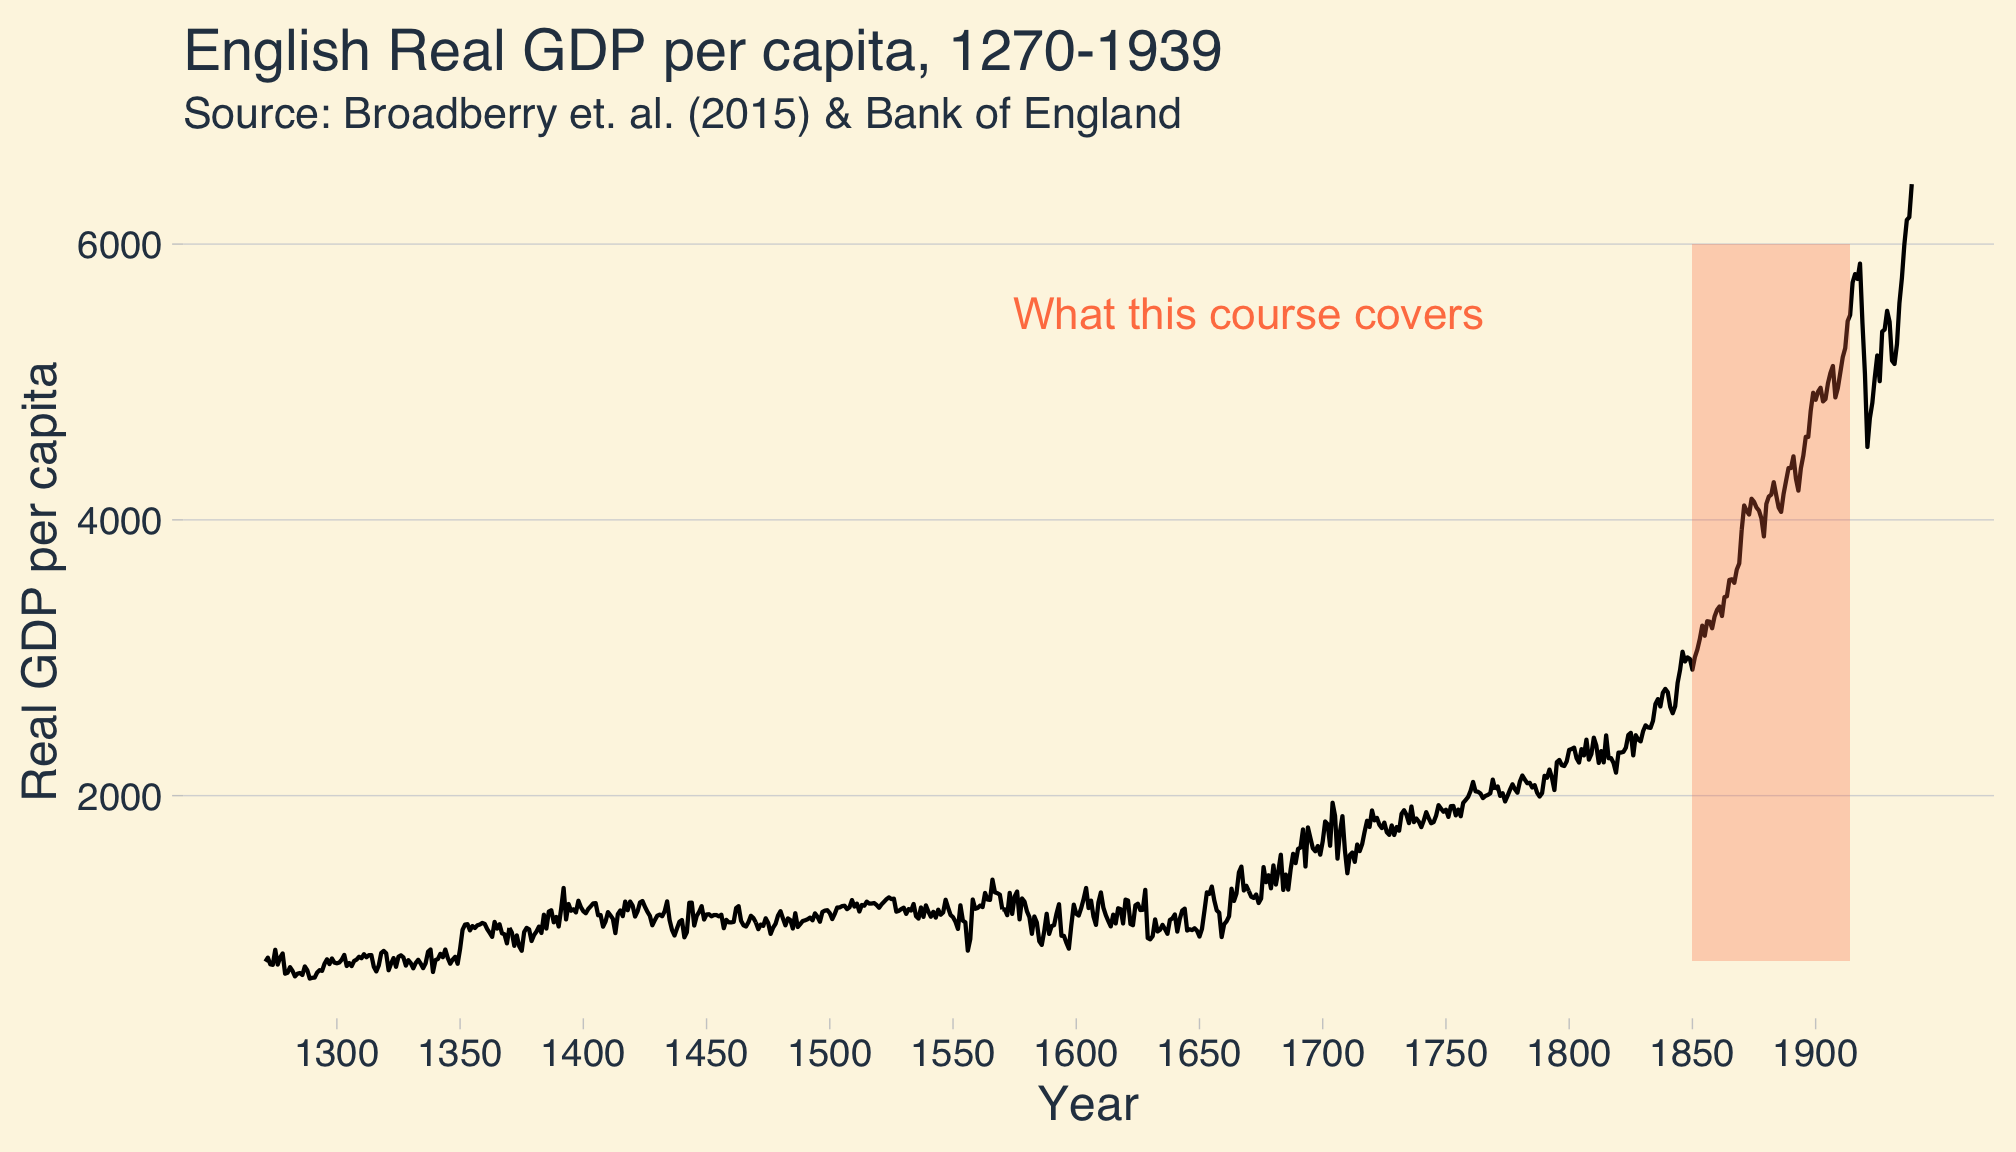 English Real GDP per capita, 1270-1939
Source: Broadberry et. al. (2015) & Bank of England
6000
What this course covers
4000
Real GDP per capita
2000
1300 1350 1400 1450 1500 1550 1600 1650 1700 1750 1800 1850 1900
Year